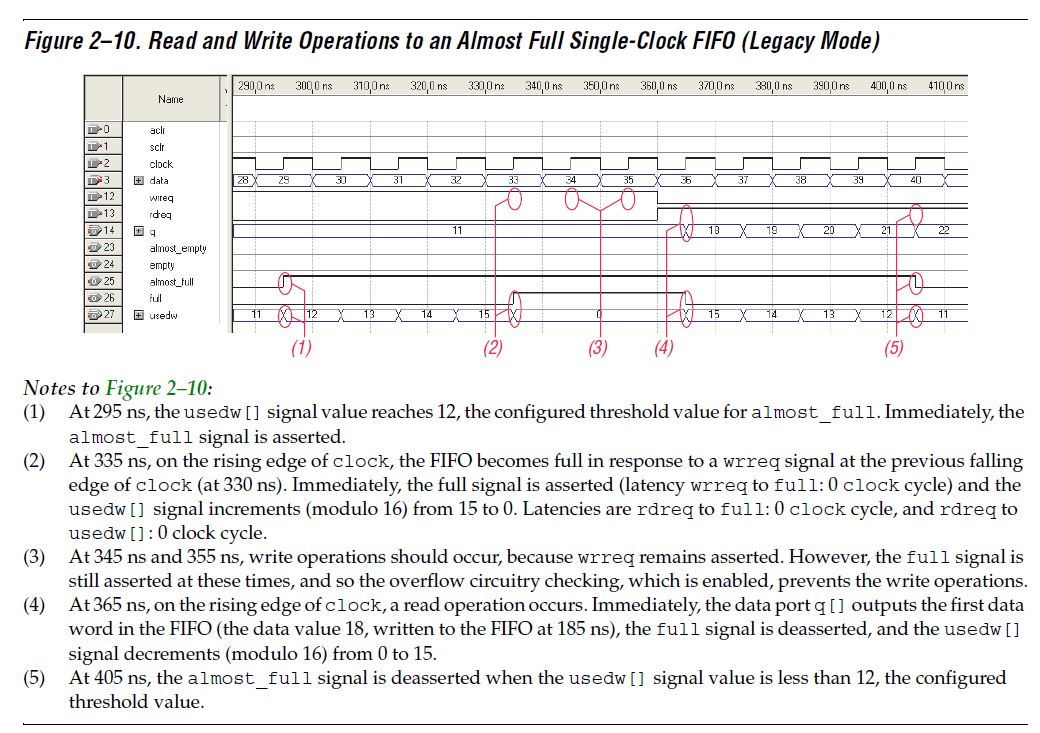 Figure 2–10. Read and Write Operations to an Almost Full Single-Clock FIFO (Legacy Mode)
Name 290,0 ns 300,0 ns 310,0 ns 320,0 ns 330,0 ns 340,0 ns 350,0 ns 360,0 ns 370,0 ns 380,0 ns 390,0 ns 400,0 ns 410,0 ns
0 aclr
1 sclr
2 clock
3 data 28 29 30 31 32 33 34 35 36 37 38 39 40
12 wrreq
13 rdreq
14 q 11 18 19 20 21 22
23 almost_empty
24 empty
25 almost_full
26 full
27 usedw 11 12 13 14 15 0 15 14 13 12 11
(1) (2) (3) (4) (5)
Notes to Figure 2–10:
(1) At 295 ns, the usedw[] signal value reaches 12, the configured threshold value for almost_full. Immediately, the
almost_full signal is asserted.
(2) At 335 ns, on the rising edge of clock, the FIFO becomes full in response to a wrreq signal at the previous falling
edge of clock (at 330 ns). Immediately, the full signal is asserted (latency wrreq to full: 0 clock cycle) and the
usedw[] signal increments (modulo 16) from 15 to 0. Latencies are rdreq to full: 0 clock cycle, and rdreq to
usedw[]: 0 clock cycle.
(3) At 345 ns and 355 ns, write operations should occur, because wrreq remains asserted. However, the full signal is
still asserted at these times, and so the overflow circuitry checking, which is enabled, prevents the write operations.
(4) At 365 ns, on the rising edge of clock, a read operation occurs. Immediately, the data port q[] outputs the first data
word in the FIFO (the data value 18, written to the FIFO at 185 ns), the full signal is deasserted, and the usedw[]
signal decrements (modulo 16) from 0 to 15.
(5) At 405 ns, the almost_full signal is deasserted when the usedw[] signal value is less than 12, the configured
threshold value.